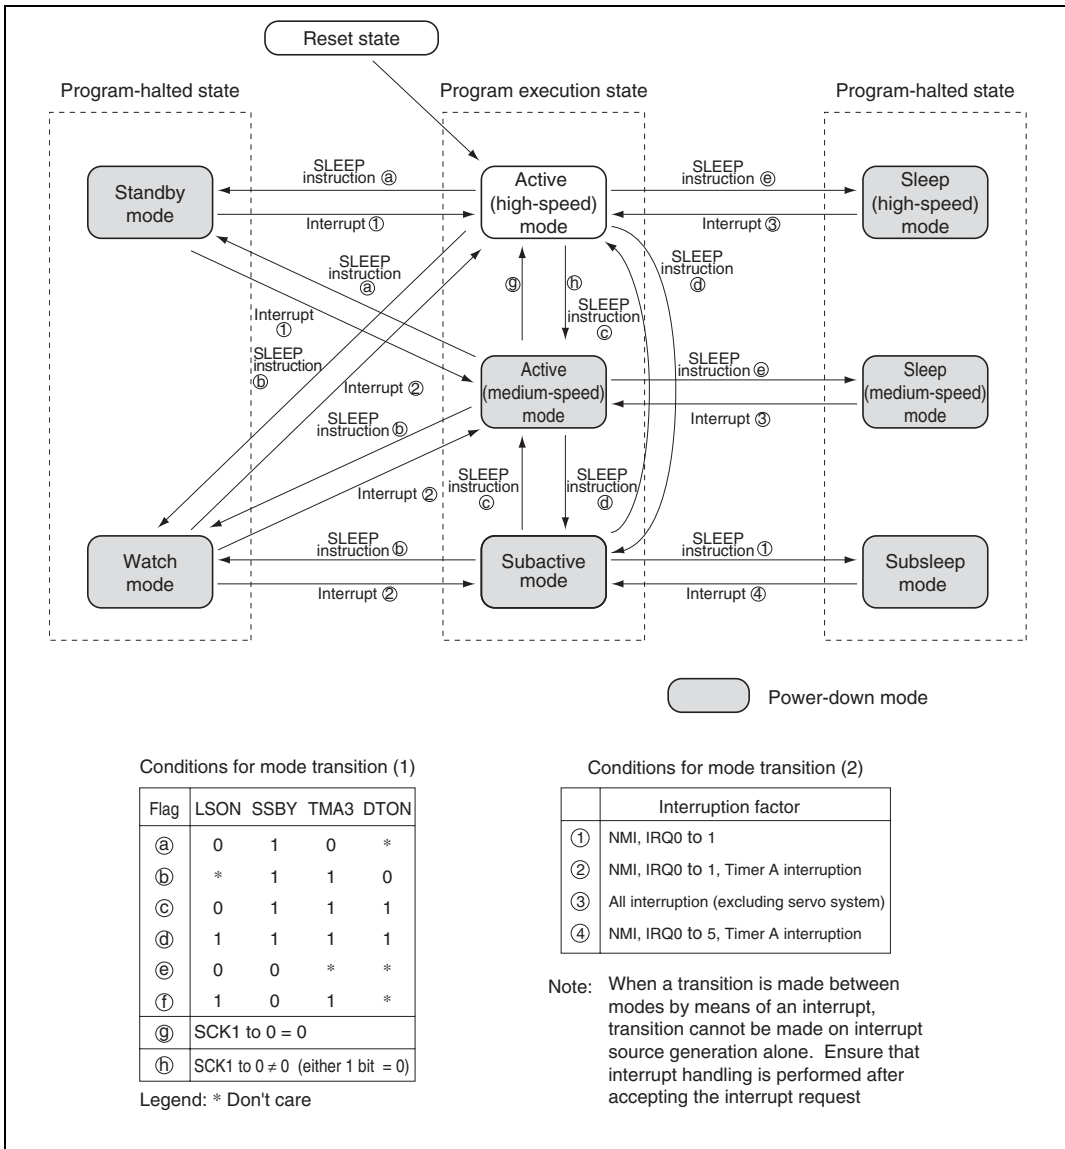 Reset state
Program-halted state
Program execution state
Program-halted state
Standby
mode
SLEEP
instruction ⓐ
Interrupt ①
Active
(high-speed)
mode
SLEEP
instruction ⓔ
Interrupt ③
Sleep
(high-speed)
mode
SLEEP
instruction
ⓐ
Interrupt
①
SLEEP
instruction
ⓑ
Interrupt ②
ⓖ
ⓗ
SLEEP
instruction
ⓓ
SLEEP
instruction
ⓒ
Active
(medium-speed)
mode
SLEEP
instruction ⓔ
Interrupt ③
Sleep
(medium-speed)
mode
SLEEP
instruction ⓑ
Interrupt ②
SLEEP
instruction
ⓒ
SLEEP
instruction
ⓓ
Watch
mode
SLEEP
instruction ⓑ
Interrupt ②
Subactive
mode
SLEEP
instruction ①
Interrupt ④
Subsleep
mode
Power-down mode
Conditions for mode transition (1)
Flag LSON SSBY TMA3 DTON
ⓐ 0 1 0 *
ⓑ * 1 1 0
ⓒ 0 1 1 1
ⓓ 1 1 1 1
ⓔ 0 0 * *
ⓕ 1 0 1 *
ⓖ SCK1 to 0 = 0
ⓗ SCK1 to 0 ≠ 0 (either 1 bit = 0)
Legend: * Don't care
Conditions for mode transition (2)
Interruption factor
① NMI, IRQ0 to 1
② NMI, IRQ0 to 1, Timer A interruption
③ All interruption (excluding servo system)
④ NMI, IRQ0 to 5, Timer A interruption
Note: When a transition is made between
modes by means of an interrupt,
transition cannot be made on interrupt
source generation alone. Ensure that
interrupt handling is performed after
accepting the interrupt request